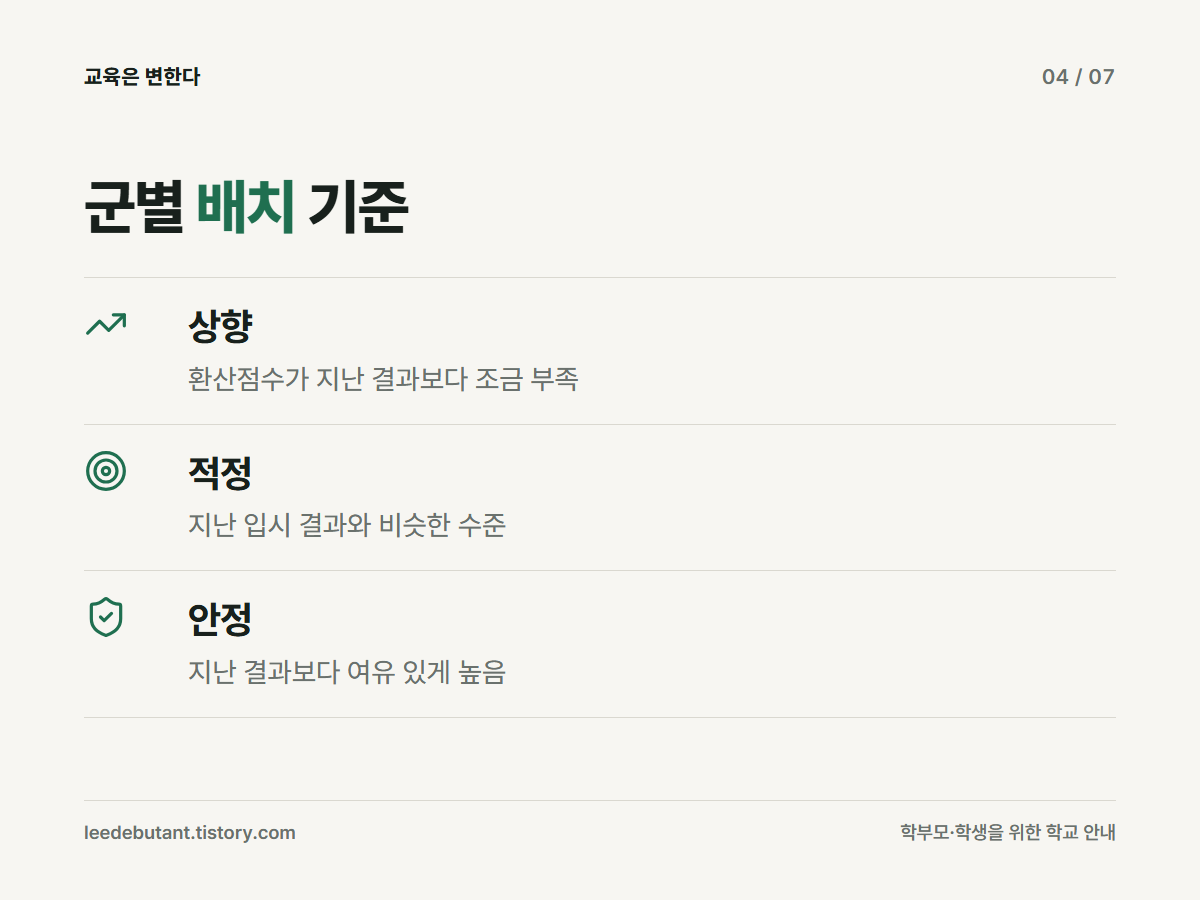 교육은 변한다
04 / 07
군별 배치 기준
상향
환산점수가 지난 결과보다 조금 부족
적정
지난 입시 결과와 비슷한 수준
안정
지난 결과보다 여유 있게 높음
leedebutant.tistory.com
학부모·학생을 위한 학교 안내